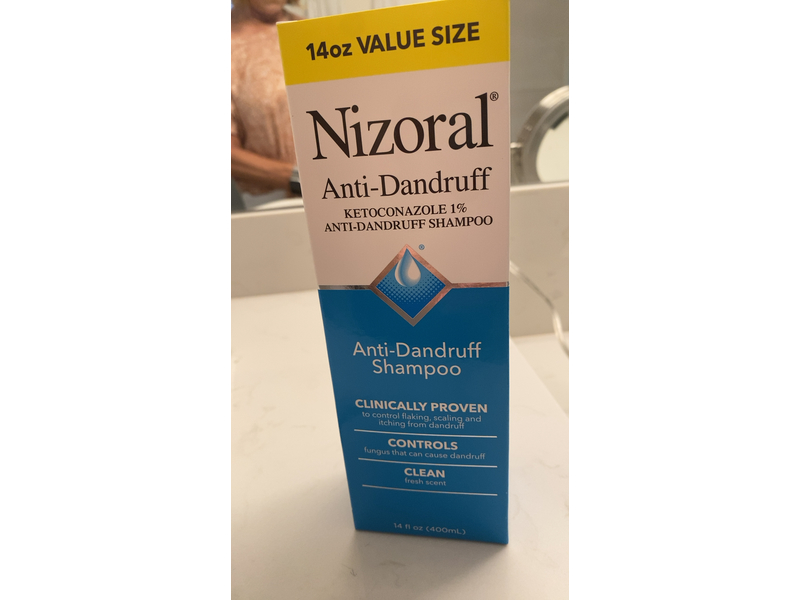 14oz VALUE SIZE
Nizoral®
Anti-Dandruff
KETOCONAZOLE 1%
ANTI-DANDRUFF SHAMPOO
®
Anti-Dandruff
Shampoo
CLINICALLY PROVEN
to control flaking, scaling and
itching from dandruff
CONTROLS
fungus that can cause dandruff
CLEAN
fresh scent
14 fl oz (400mL)